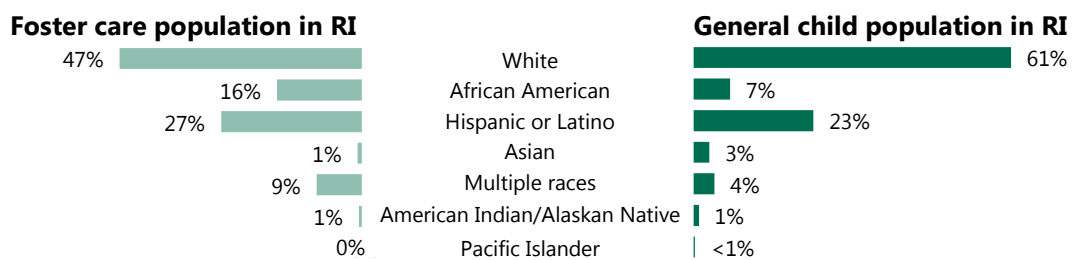 Foster care population in RI General child population in RI
47% White 61%
16% African American 7%
27% Hispanic or Latino 23%
1% Asian 3%
9% Multiple races 4%
1% American Indian/Alaskan Native 1%
0% Pacific Islander <1%